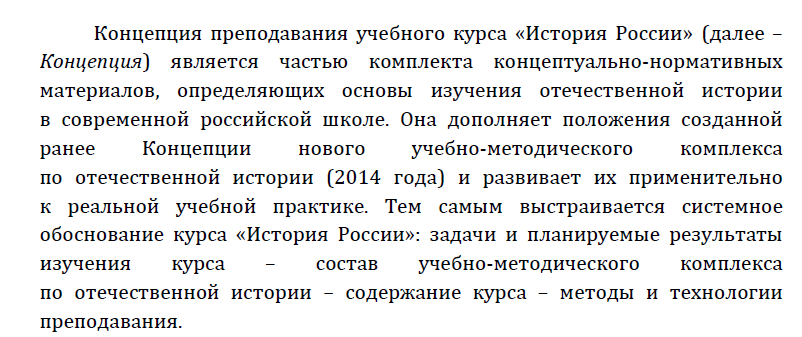 Концепция преподавания учебного курса «История России» (далее –
Концепция) является частью комплекта концептуально-нормативных
материалов, определяющих основы изучения отечественной истории
в современной российской школе. Она дополняет положения созданной
ранее Концепции нового учебно-методического комплекса
по отечественной истории (2014 года) и развивает их применительно
к реальной учебной практике. Тем самым выстраивается системное
обоснование курса «История России»: задачи и планируемые результаты
изучения курса – состав учебно-методического комплекса
по отечественной истории – содержание курса – методы и технологии
преподавания.